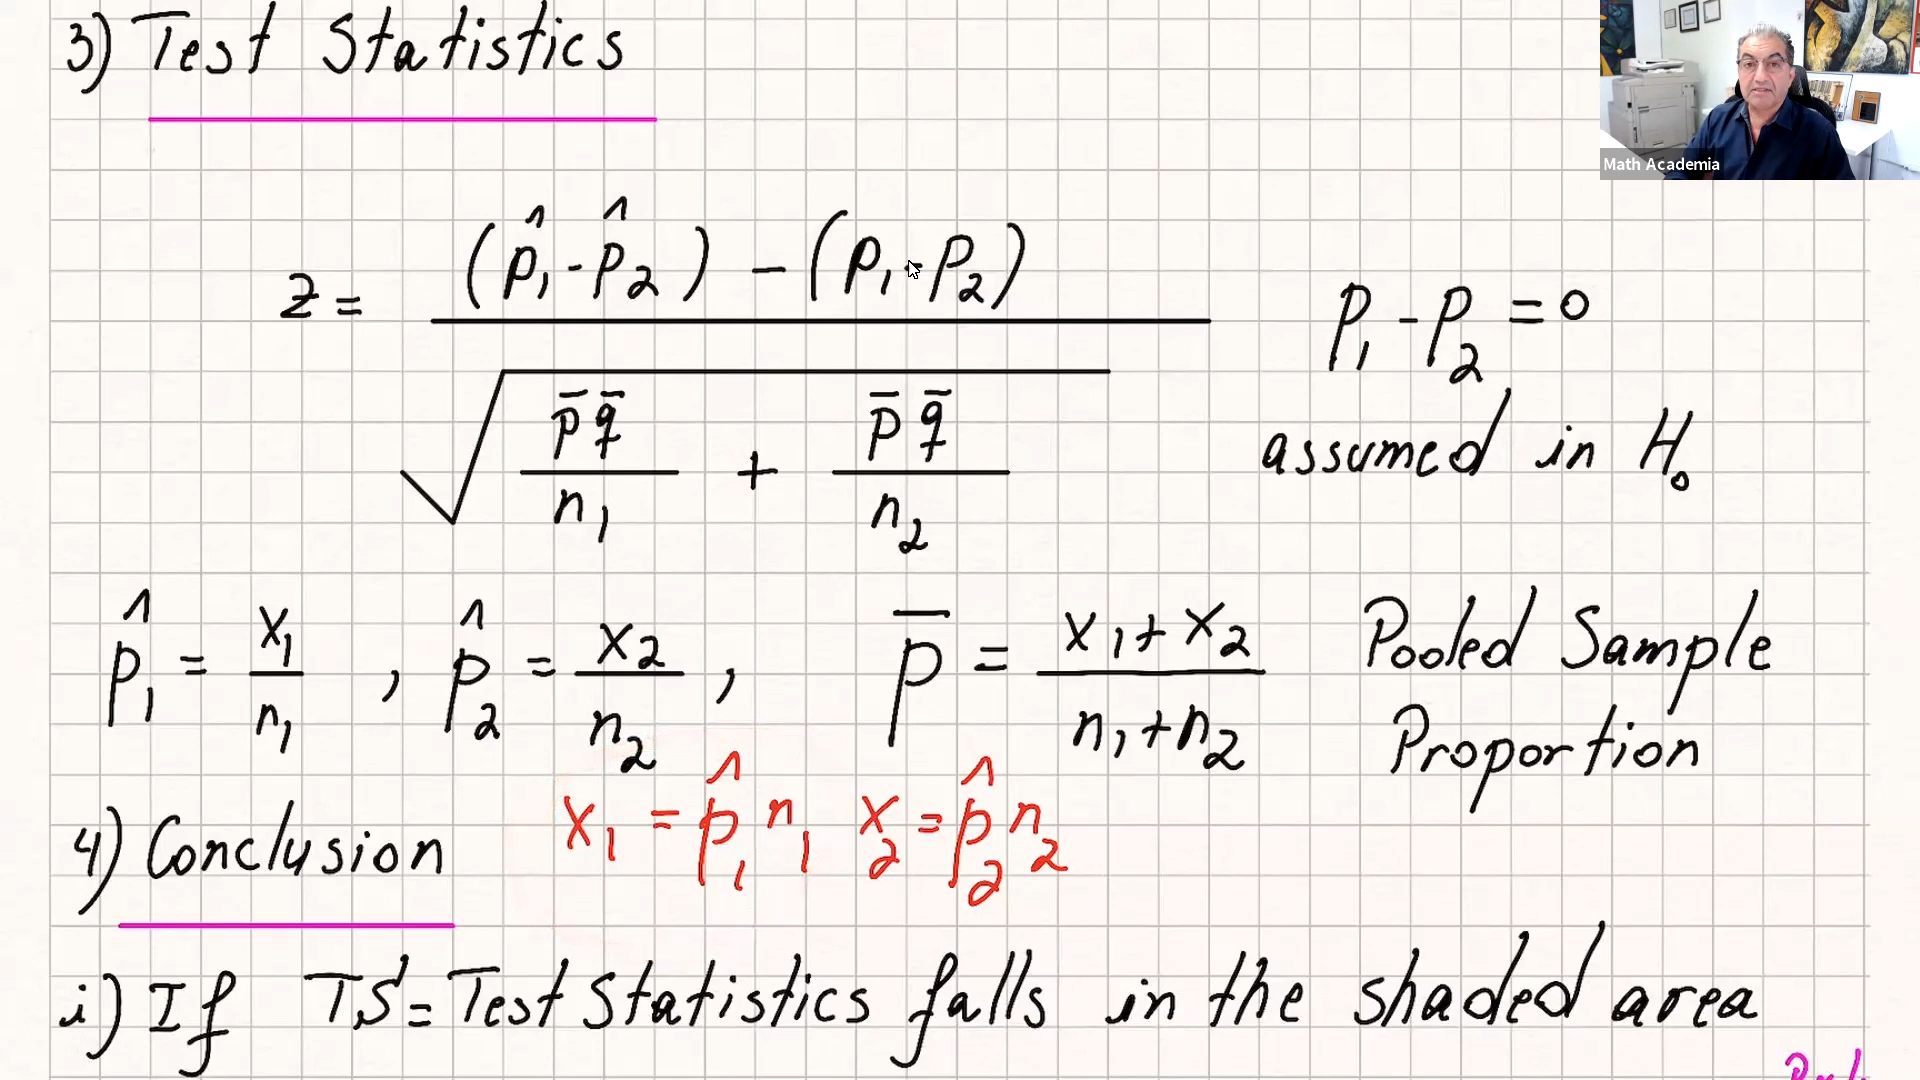 3) Test Statistics
Math Academia
z = ((p̂₁ - p̂₂) - (p₁ - p₂)) / √(p̄ q̄ / n₁ + p̄ q̄ / n₂)
p₁ - p₂ = 0
assumed in H₀
p̂₁ = x₁/n₁ , p̂₂ = x₂/n₂ , p̄ = (x₁ + x₂)/(n₁ + n₂) Pooled Sample
Proportion
x₁ = p̂₁ n₁ x₂ = p̂₂ n₂
4) Conclusion
i) If TS = Test Statistics falls in the shaded area